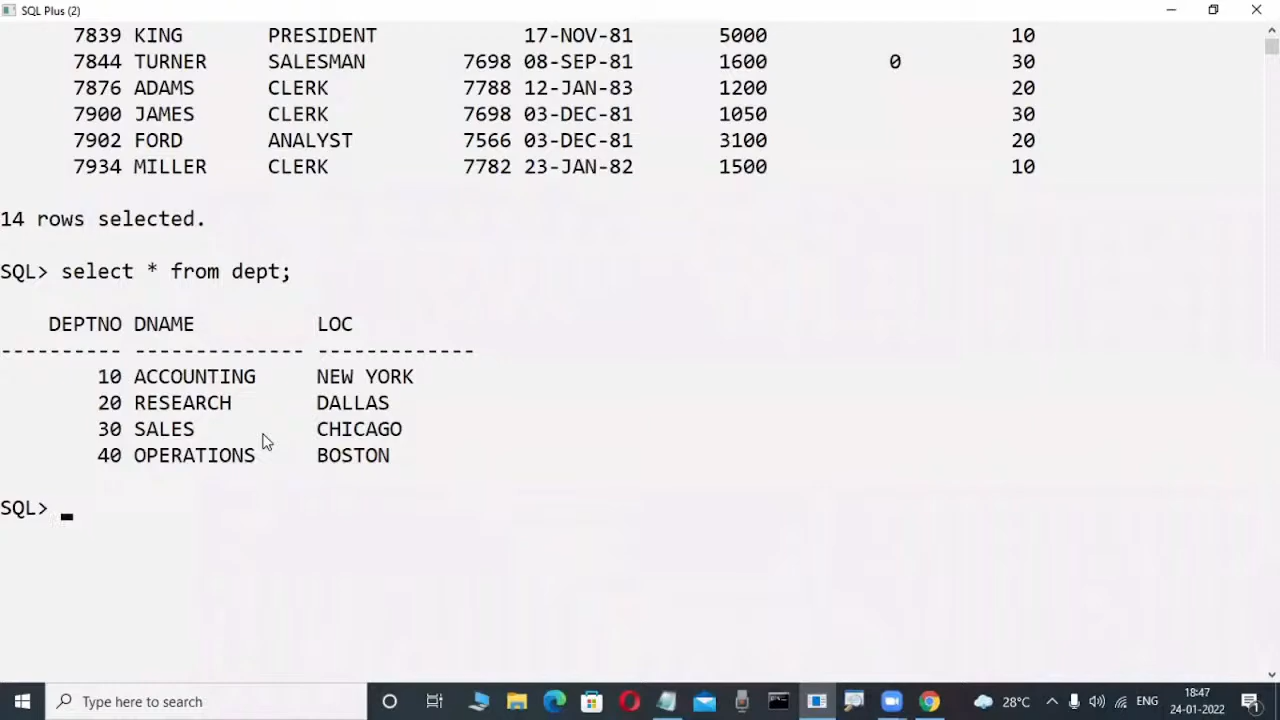 SQL Plus (2)
7839 KING PRESIDENT 17-NOV-81 5000 10
7844 TURNER SALESMAN 7698 08-SEP-81 1600 0 30
7876 ADAMS CLERK 7788 12-JAN-83 1200 20
7900 JAMES CLERK 7698 03-DEC-81 1050 30
7902 FORD ANALYST 7566 03-DEC-81 3100 20
7934 MILLER CLERK 7782 23-JAN-82 1500 10
14 rows selected.
SQL> select * from dept;
DEPTNO DNAME LOC
---------- -------------- -------------
10 ACCOUNTING NEW YORK
20 RESEARCH DALLAS
30 SALES CHICAGO
40 OPERATIONS BOSTON
SQL>
Type here to search
28°C
ENG
18:47
24-01-2022
1